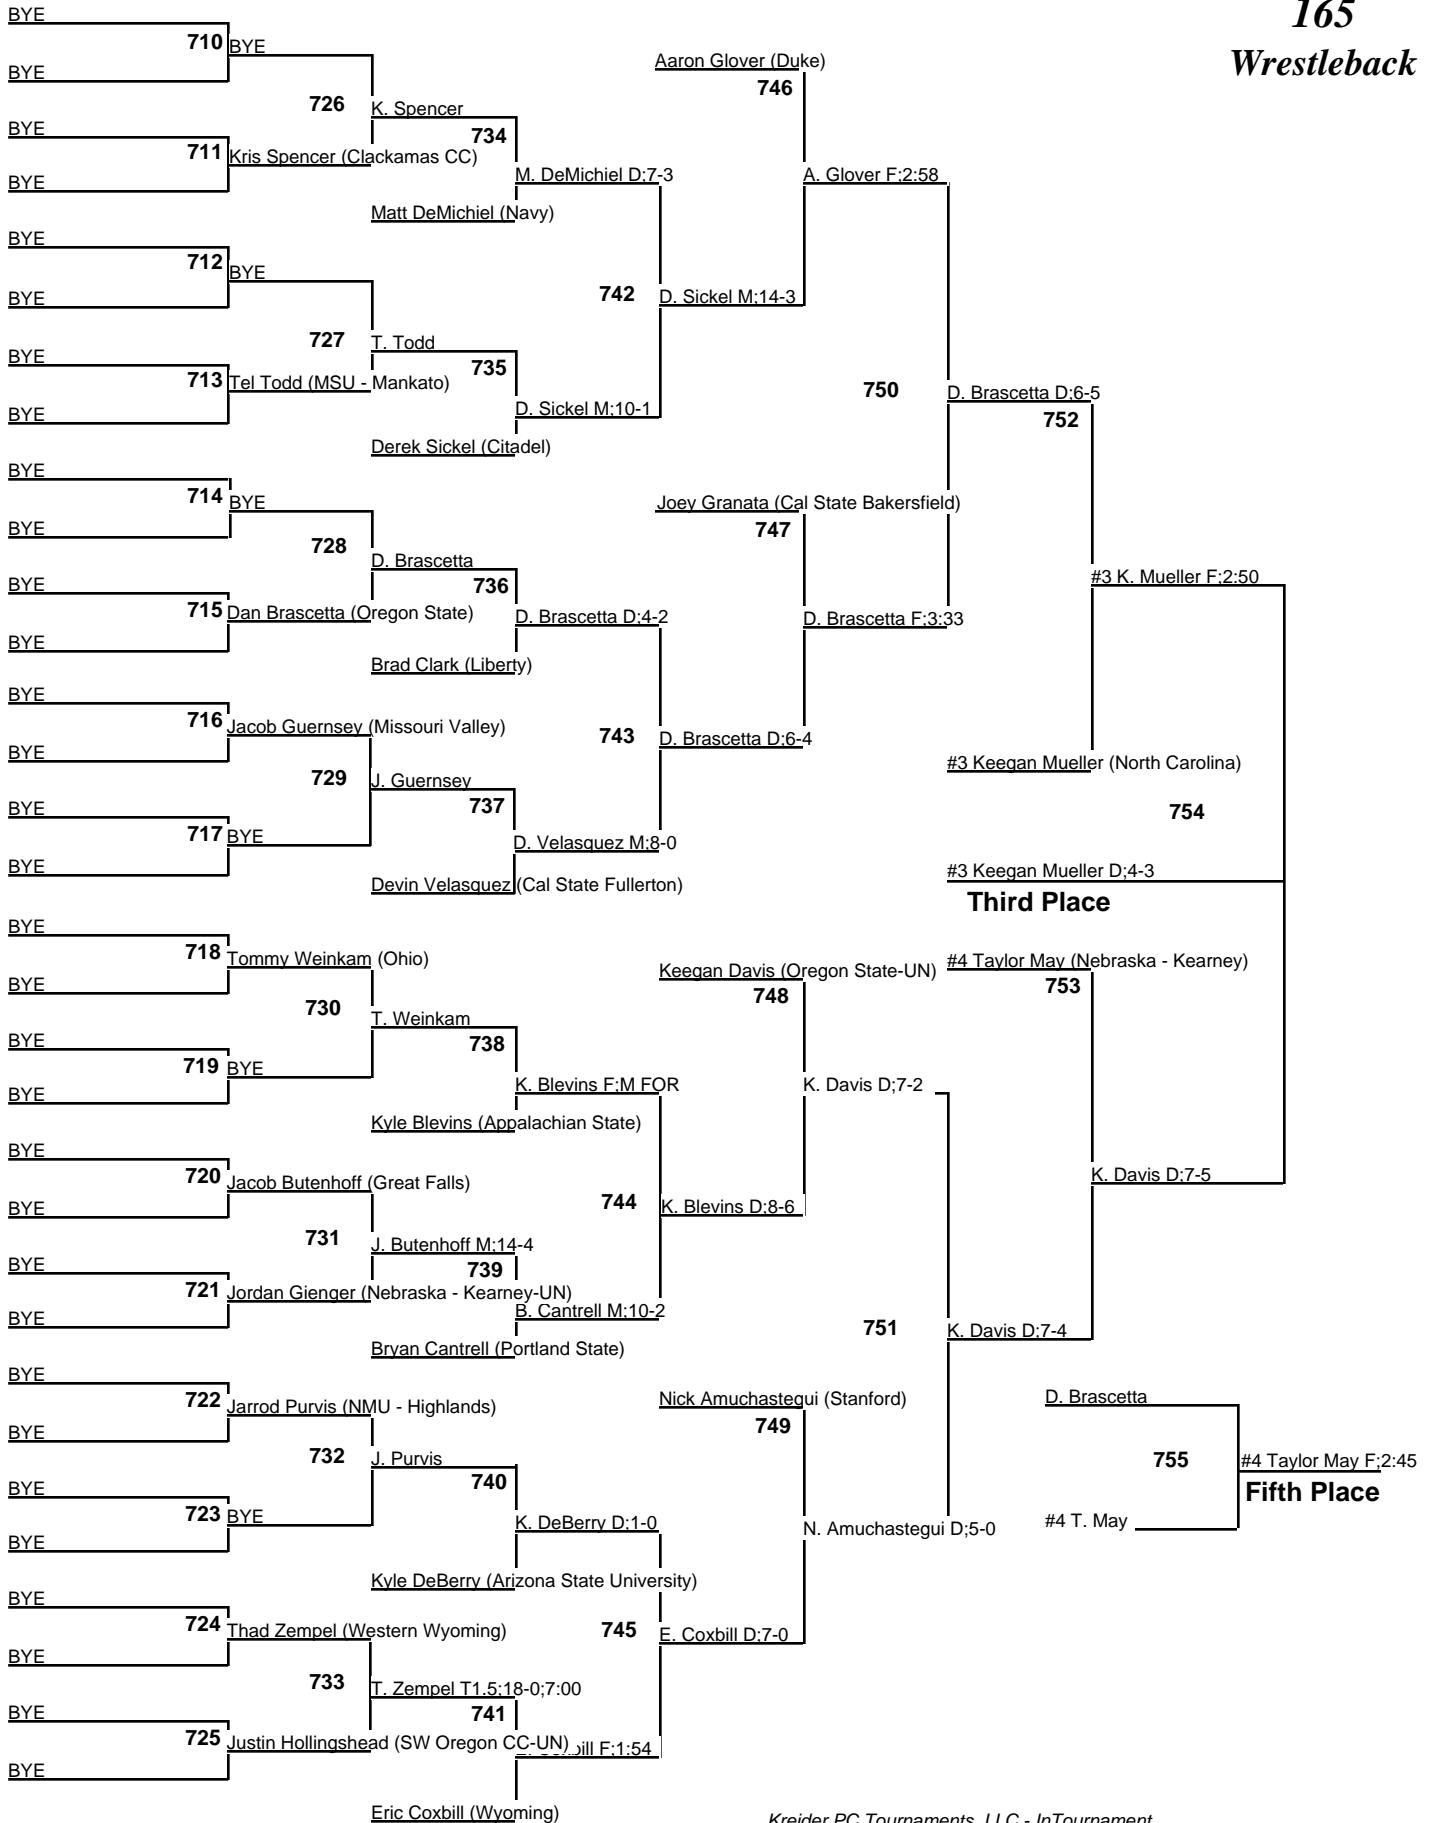 165
Wrestleback
BYE
710
BYE
BYE
726
K. Spencer
BYE
711
Kris Spencer (Clackamas CC)
BYE
734
M. DeMichiel D;7-3
Matt DeMichiel (Navy)
BYE
712
BYE
BYE
727
T. Todd
BYE
713
Tel Todd (MSU - Mankato)
BYE
735
D. Sickel M;10-1
Derek Sickel (Citadel)
742
D. Sickel M;14-3
Aaron Glover (Duke)
746
A. Glover F;2:58
BYE
714
BYE
BYE
728
D. Brascetta
BYE
715
Dan Brascetta (Oregon State)
BYE
736
D. Brascetta D;4-2
Brad Clark (Liberty)
BYE
716
Jacob Guernsey (Missouri Valley)
BYE
729
J. Guernsey
BYE
717
BYE
BYE
737
D. Velasquez M;8-0
Devin Velasquez (Cal State Fullerton)
743
D. Brascetta D;6-4
Joey Granata (Cal State Bakersfield)
747
D. Brascetta F;3:33
750
D. Brascetta D;6-5
752
#3 K. Mueller F;2:50
#3 Keegan Mueller (North Carolina)
754
#3 Keegan Mueller D;4-3
Third Place
BYE
718
Tommy Weinkam (Ohio)
BYE
730
T. Weinkam
BYE
719
BYE
BYE
738
K. Blevins F;M FOR
Kyle Blevins (Appalachian State)
BYE
720
Jacob Butenhoff (Great Falls)
BYE
731
J. Butenhoff M;14-4
BYE
721
Jordan Gienger (Nebraska - Kearney-UN)
BYE
739
B. Cantrell M;10-2
Bryan Cantrell (Portland State)
744
K. Blevins D;8-6
Keegan Davis (Oregon State-UN)
748
K. Davis D;7-2
#4 Taylor May (Nebraska - Kearney)
753
K. Davis D;7-5
751
K. Davis D;7-4
BYE
722
Jarrod Purvis (NMU - Highlands)
BYE
732
J. Purvis
BYE
723
BYE
BYE
740
K. DeBerry D;1-0
Kyle DeBerry (Arizona State University)
BYE
724
Thad Zempel (Western Wyoming)
BYE
733
T. Zempel T1.5;18-0;7:00
BYE
725
Justin Hollingshead (SW Oregon CC-UN)
BYE
741
F;1:54
Eric Coxbill (Wyoming)
745
E. Coxbill D;7-0
Nick Amuchastegui (Stanford)
749
N. Amuchastegui D;5-0
D. Brascetta
755
#4 Taylor May F;2:45
Fifth Place
#4 T. May
Kreider PC Tournaments, LLC - InTournament